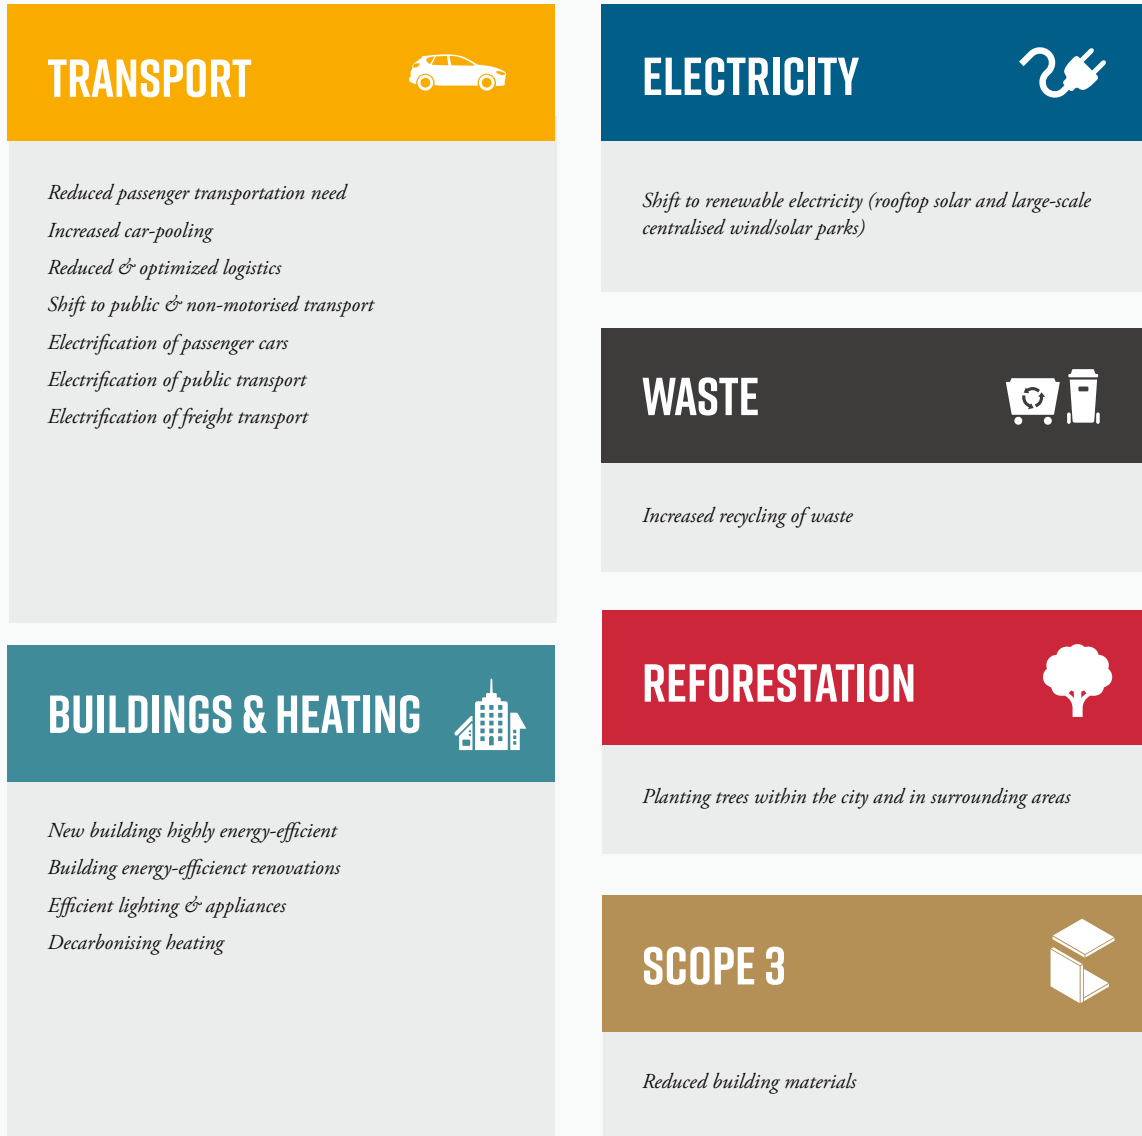 TRANSPORT
Reduced passenger transportation need
Increased car-pooling
Reduced & optimized logistics
Shift to public & non-motorised transport
Electrification of passenger cars
Electrification of public transport
Electrification of freight transport
BUILDINGS & HEATING
New buildings highly energy-efficient
Building energy-efficienct renovations
Efficient lighting & appliances
Decarbonising heating
ELECTRICITY
Shift to renewable electricity (rooftop solar and large-scale
centralised wind/solar parks)
WASTE
Increased recycling of waste
REFORESTATION
Planting trees within the city and in surrounding areas
SCOPE 3
Reduced building materials